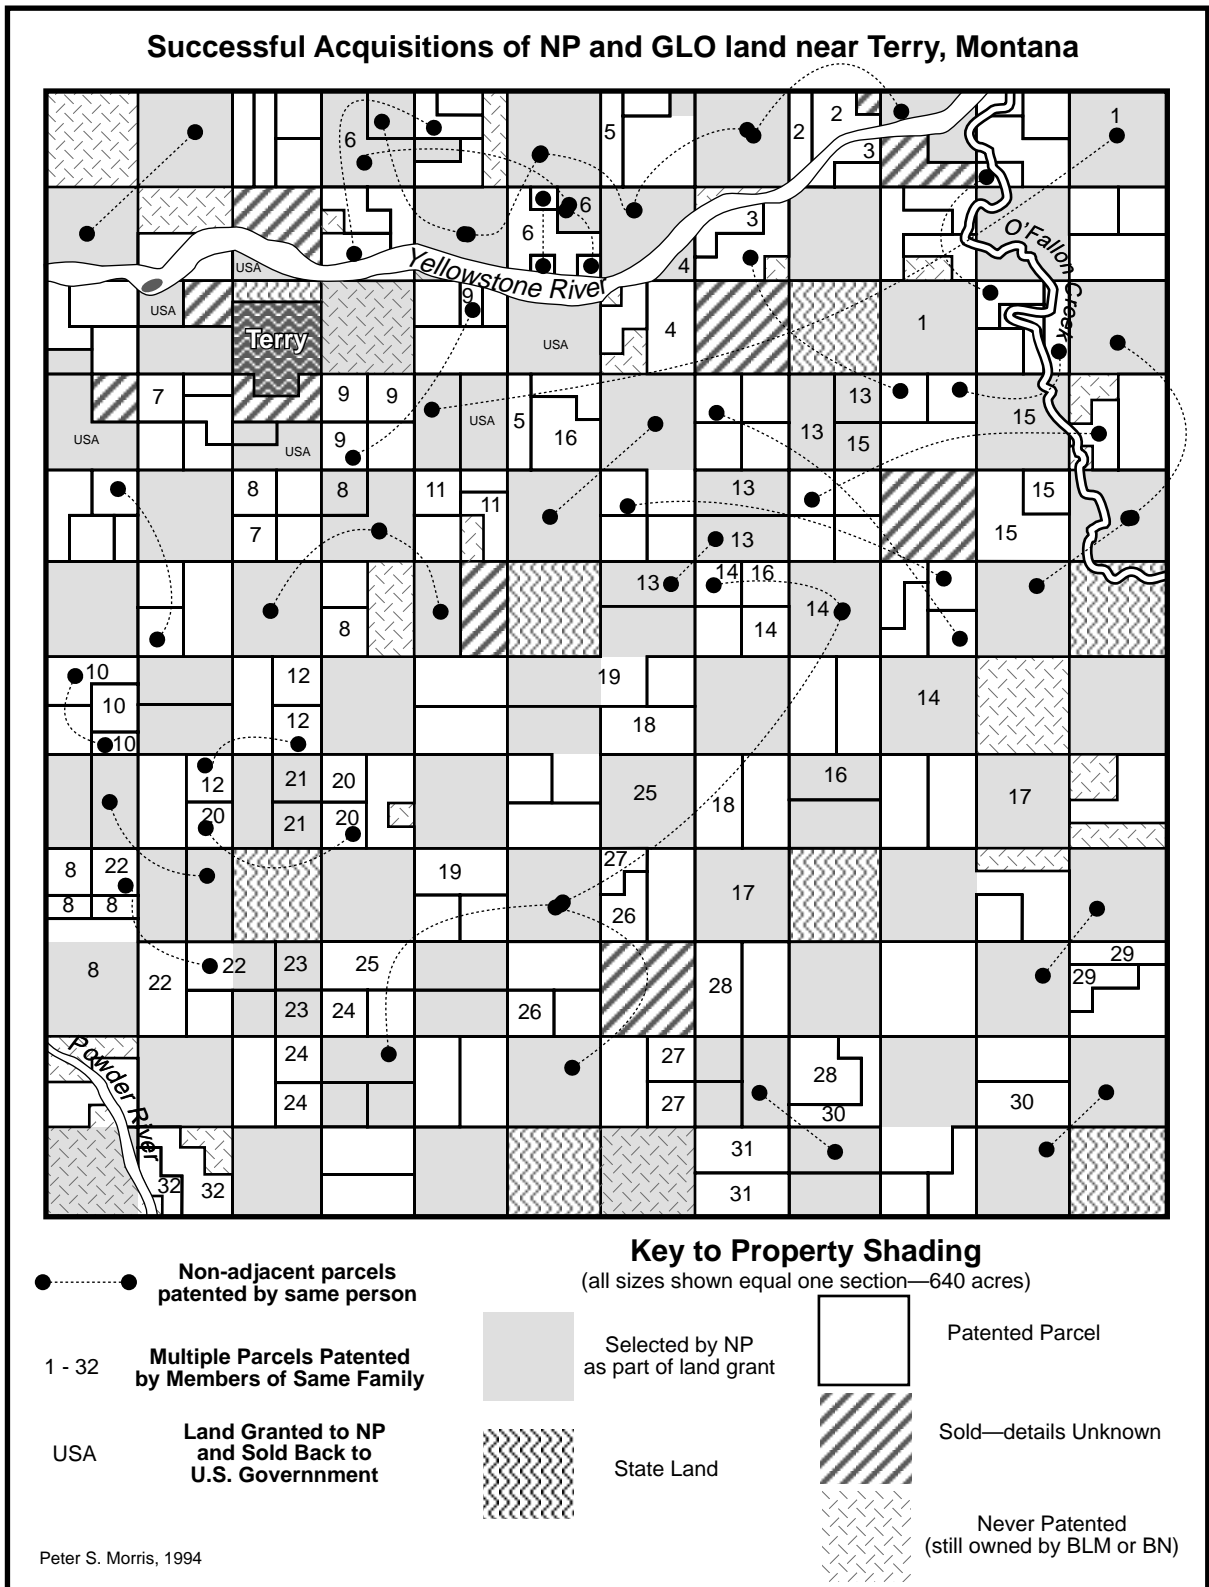 Successful Acquisitions of NP and GLO land near Terry, Montana
6
5
2
2
3
1
6
6
3
4
O'Fallon Creek
Yellowstone River
USA
USA
Terry
9
USA
4
1
7
9
9
USA
5
16
13
13
15
15
USA
USA
9
8
8
11
11
13
15
7
13
15
13
14
16
14
14
8
10
10
10
12
12
19
18
14
12
21
20
20
21
20
25
18
16
17
8
22
8
8
19
27
26
17
8
22
22
23
25
23
24
26
28
29
29
Powder River
24
24
27
27
28
30
30
32
32
31
31
Non-adjacent parcels
patented by same person
1 - 32
Multiple Parcels Patented
by Members of Same Family
USA
Land Granted to NP
and Sold Back to
U.S. Governnment
Key to Property Shading
(all sizes shown equal one section—640 acres)
Selected by NP
as part of land grant
Patented Parcel
State Land
Sold—details Unknown
Never Patented
(still owned by BLM or BN)
Peter S. Morris, 1994